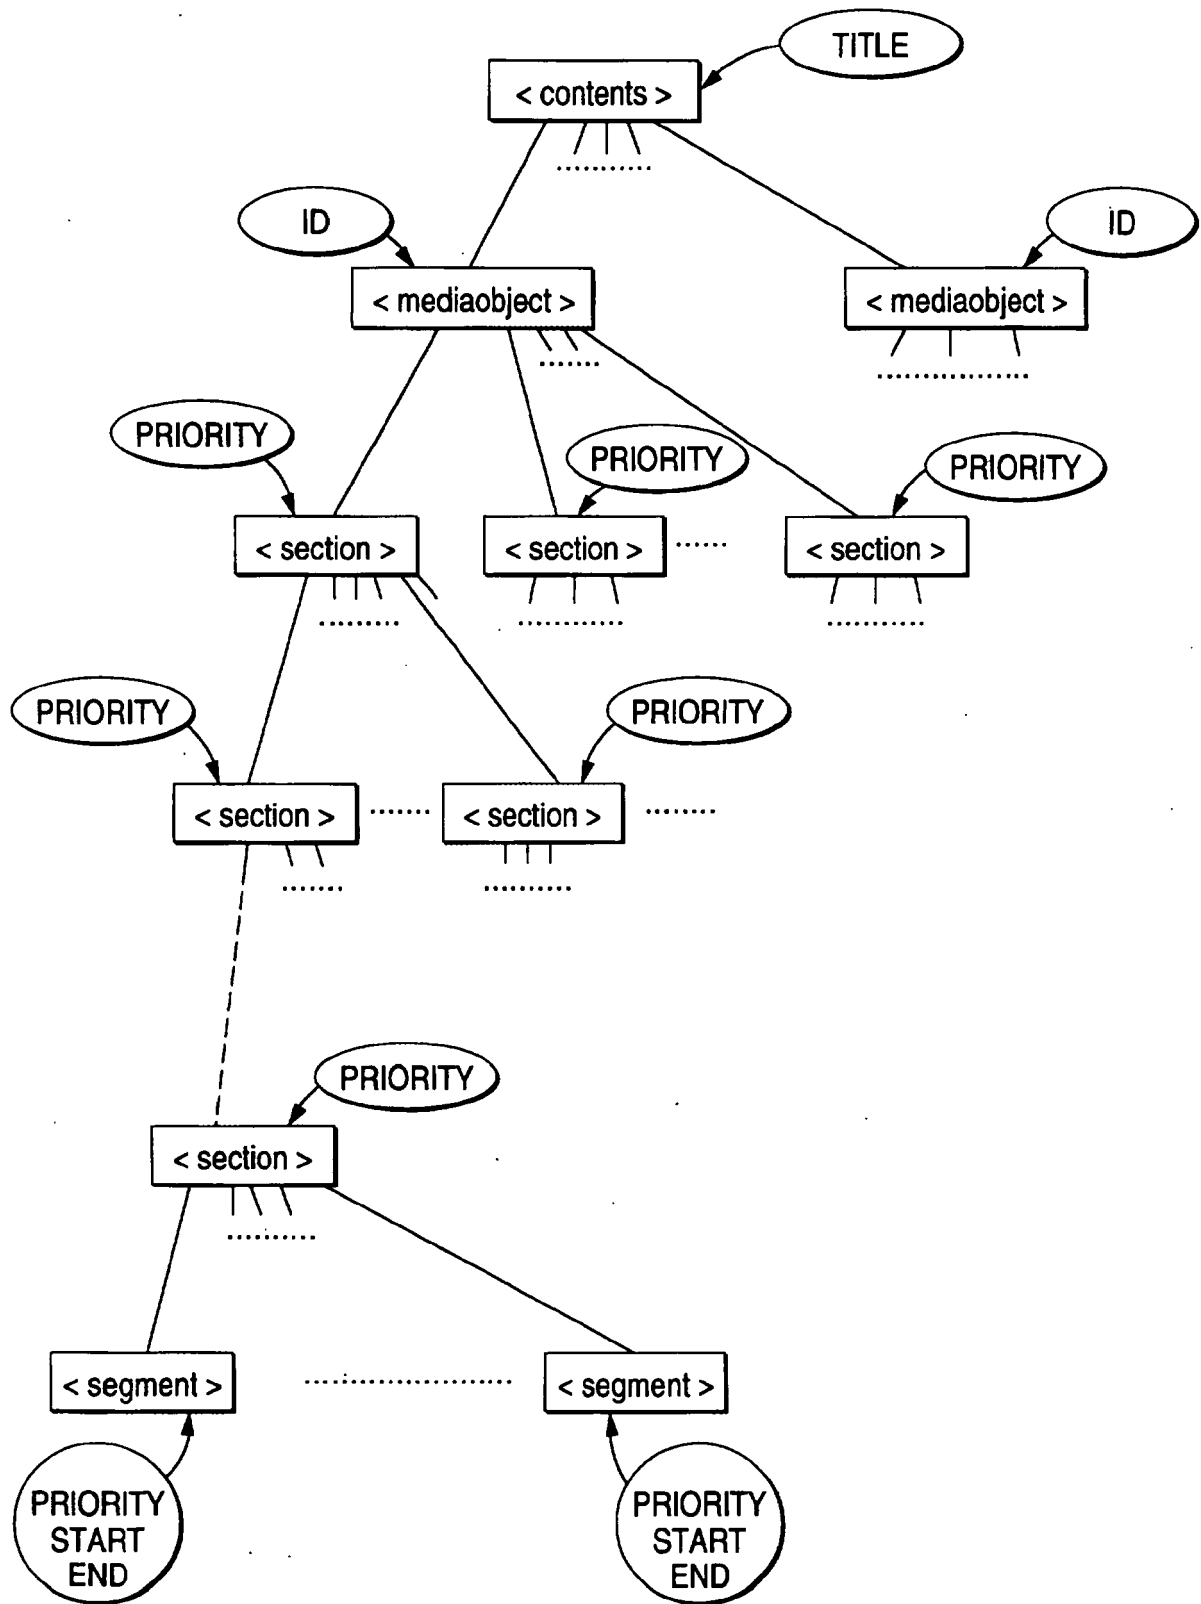 TITLE
< contents >
ID
ID
< mediaobject >
< mediaobject >
PRIORITY
PRIORITY
PRIORITY
< section >
< section >
< section >
PRIORITY
PRIORITY
< section >
< section >
PRIORITY
< section >
< segment >
< segment >
PRIORITY
START
END
PRIORITY
START
END